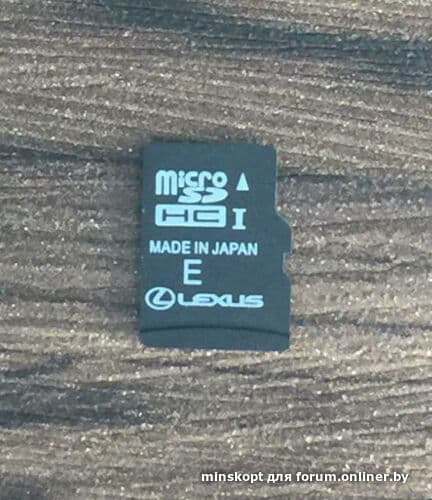 micro
SD
HC I
MADE IN JAPAN
E
LEXUS
minskopt для forum.onliner.by